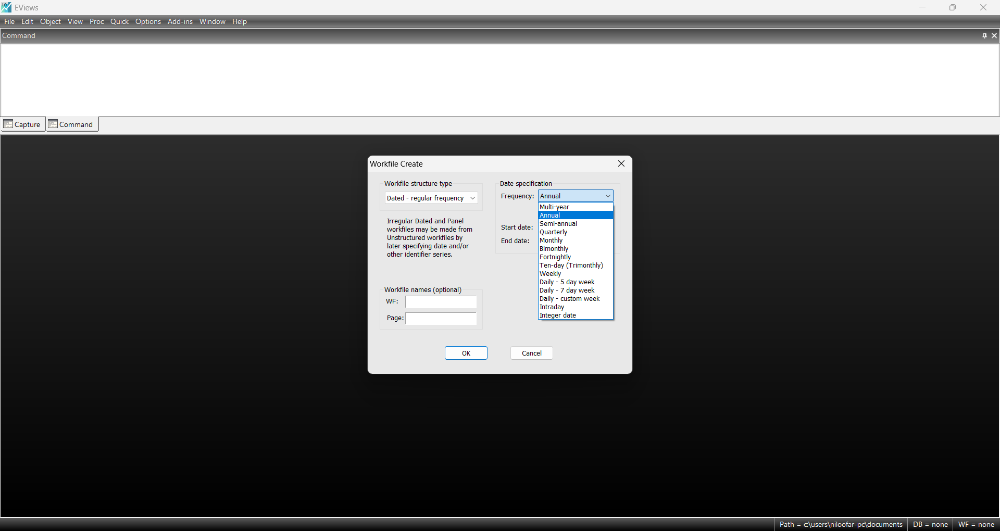 10 EViews
File Edit Object View Proc Quick Options Add-ins Window Help
Command
Capture Command
Workfile Create
Workfile structure type
Dated - regular frequency
Irregular Dated and Panel
workfiles may be made from
Unstructured workfiles by
later specifying date and/or
other identifier series.
Date specification
Frequency: Annual
Multi-year
Annual
Semi-annual
Quarterly
Monthly
Bimonthly
Fortnightly
Ten-day (Trimonthly)
Weekly
Daily - 5 day week
Daily - 7 day week
Daily - custom week
Intraday
Integer date
Start date:
End date:
Workfile names (optional)
WF:
Page:
OK Cancel
Path = c:\users\niloofar-pc\documents DB = none WF = none